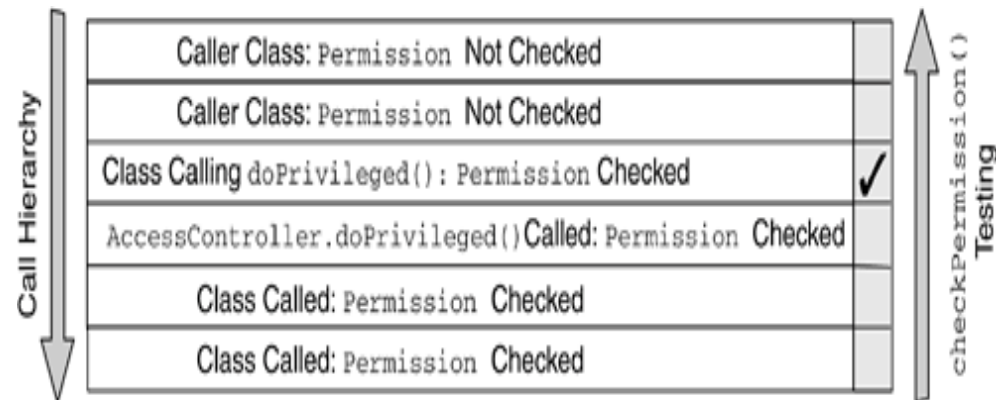 Call Hierarchy
Caller Class: Permission Not Checked
Caller Class: Permission Not Checked
Class Calling doPrivileged(): Permission Checked
AccessController.doPrivileged()Called: Permission Checked
Class Called: Permission Checked
Class Called: Permission Checked
checkPermission()
Testing